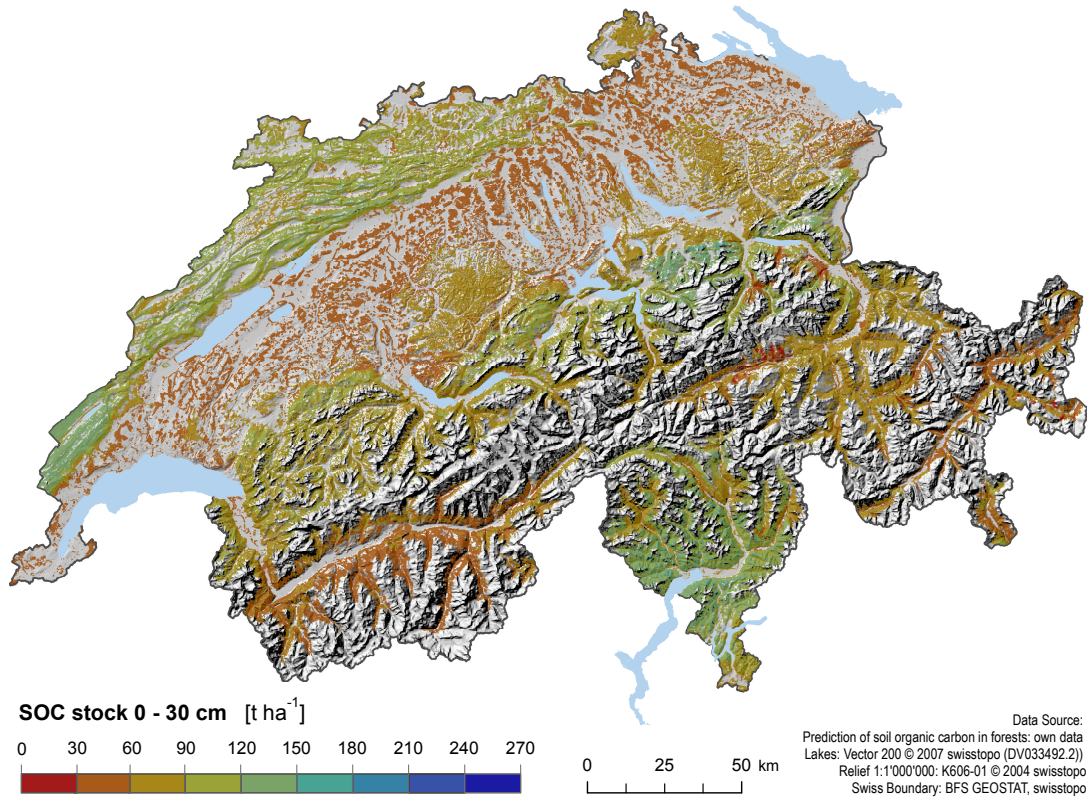 SOC stock 0 - 30 cm [t ha-1]
0 30 60 90 120 150 180 210 240 270
0 25 50 km
Data Source:
Prediction of soil organic carbon in forests: own data
Lakes: Vector 200 © 2007 swisstopo (DV033492.2))
Relief 1:1'000'000: K606-01 © 2004 swisstopo
Swiss Boundary: BFS GEOSTAT, swisstopo